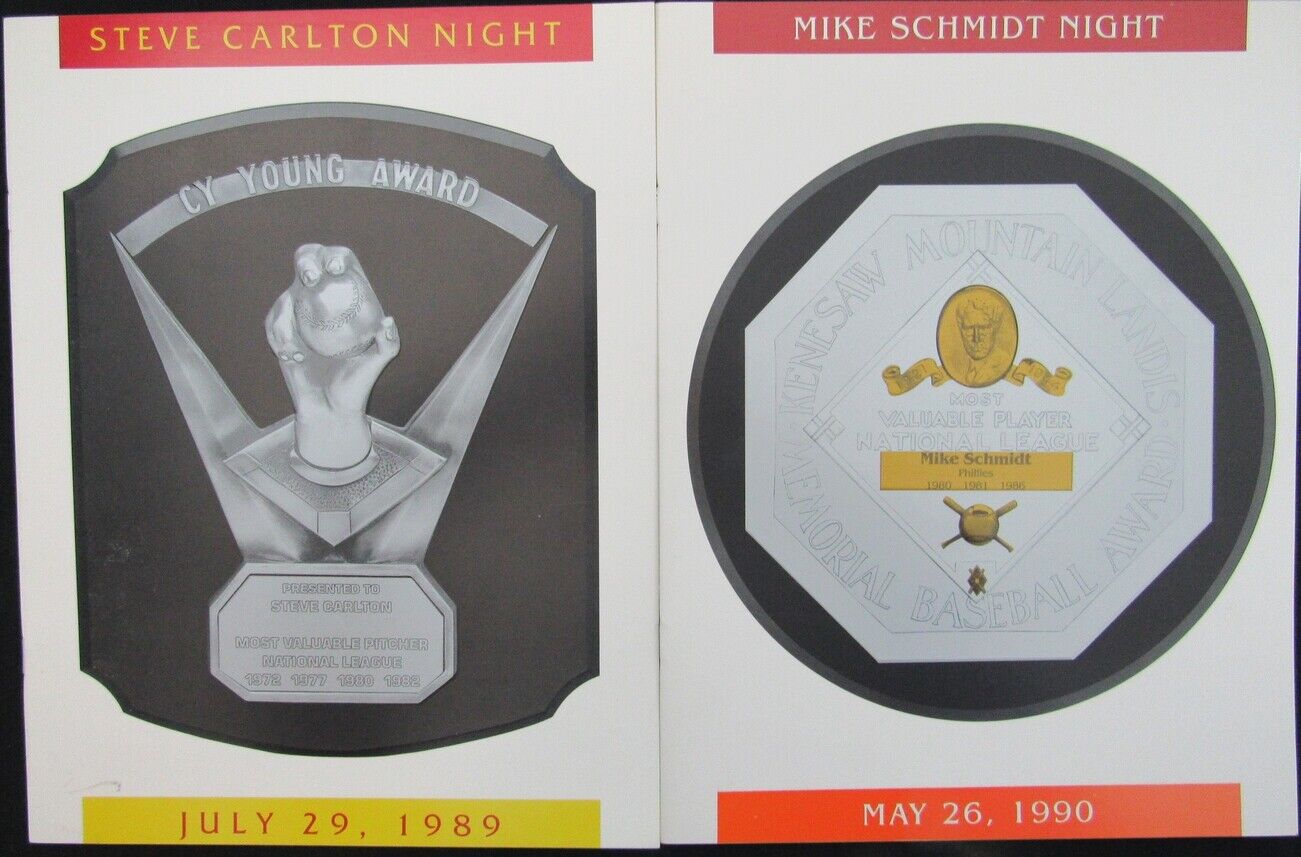 STEVE CARLTON NIGHT
CY YOUNG AWARD
PRESENTED TO
STEVE CARLTON
MOST VALUABLE PITCHER
NATIONAL LEAGUE
1972 1977 1980 1982
JULY 29, 1989
MIKE SCHMIDT NIGHT
KENESAW MOUNTAIN LANDIS
MEMORIAL BASEBALL AWARD
MOST
VALUABLE PLAYER
NATIONAL LEAGUE
Mike Schmidt
Phillies
1980 1981 1986
MAY 26, 1990